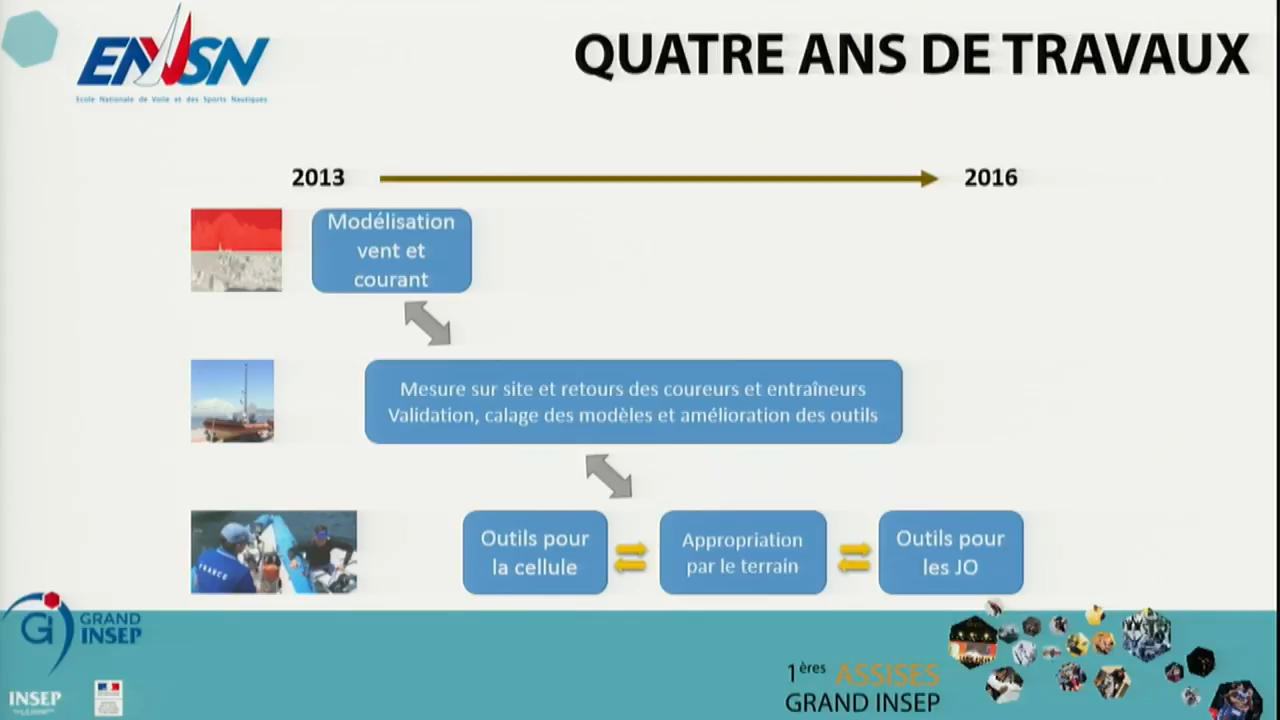 ENVSN
Ecole Nationale de Voile et des Sports Nautiques
QUATRE ANS DE TRAVAUX
2013
2016
Modélisation
vent et
courant
Mesure sur site et retours des coureurs et entraîneurs
Validation, calage des modèles et amélioration des outils
FRANCE
Outils pour
la cellule
Appropriation
par le terrain
Outils pour
les JO
GRAND
INSEP
INSEP
1ères ASSISES
GRAND INSEP